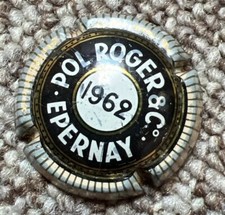 POL ROGER & Co.
1962
EPERNAY